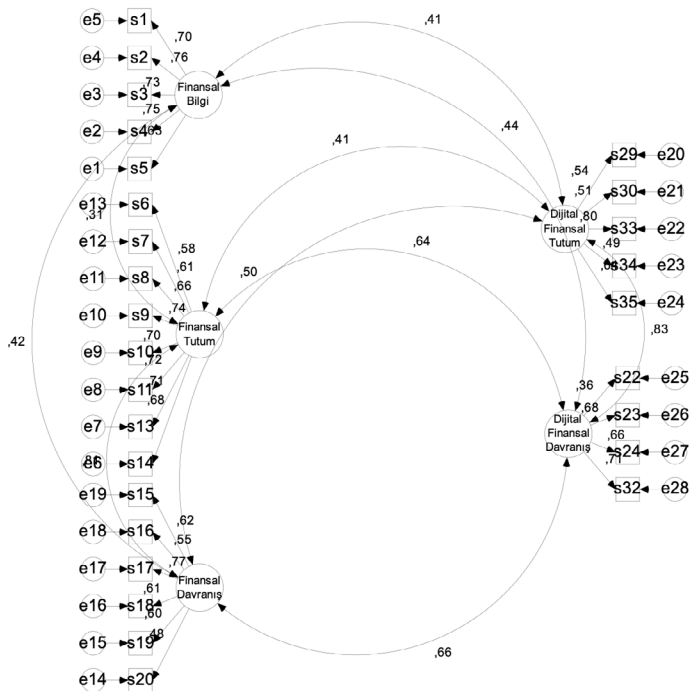 e5 s1
,70
e4 s2
,76
e3 s3
,73
e2 s4
,75
e1 s5
Finansal
Bilgi
,41
,44
,41
e13 s6
,31
e12 s7
,58
e11 s8
,61
,66
e10 s9
,74
e9 s10
,70
,72
e8 s11
,71
e7 s13
,68
s14
Finansal
Tutum
,50
,64
,42
e19 s15
e18 s16
,62
,55
e17 s17
,77
e16 s18
,61
,60
e15 s19
,48
e14 s20
Finansal
Davranış
,66
Dijital
Finansal
Tutum
,54
,51
,80
,49
s29 e20
s30 e21
s33 e22
s34 e23
s35 e24
,83
Dijital
Finansal
Davranış
,36
,68
,66
,71
s22 e25
s23 e26
s24 e27
s32 e28